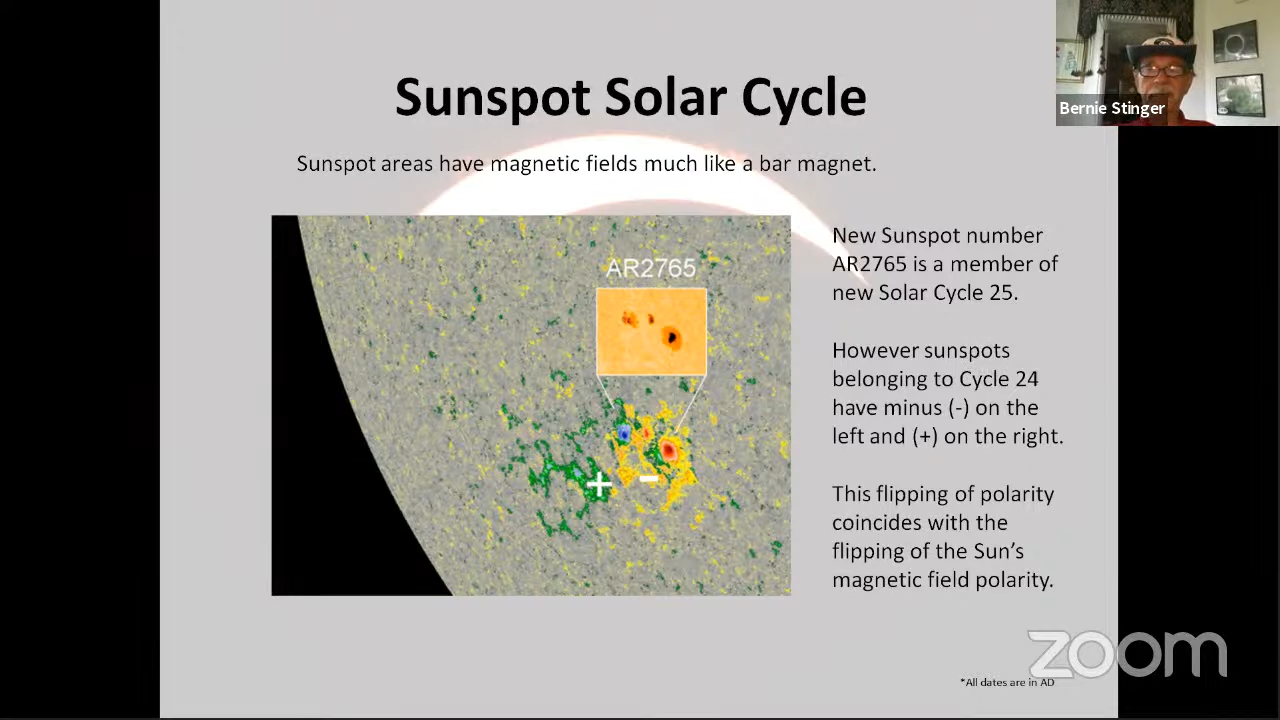 Sunspot Solar Cycle
Bernie Stinger
Sunspot areas have magnetic fields much like a bar magnet.
AR2765
+ -
New Sunspot number
AR2765 is a member of
new Solar Cycle 25.
However sunspots
belonging to Cycle 24
have minus (-) on the
left and (+) on the right.
This flipping of polarity
coincides with the
flipping of the Sun’s
magnetic field polarity.
zoom
*All dates are in AD